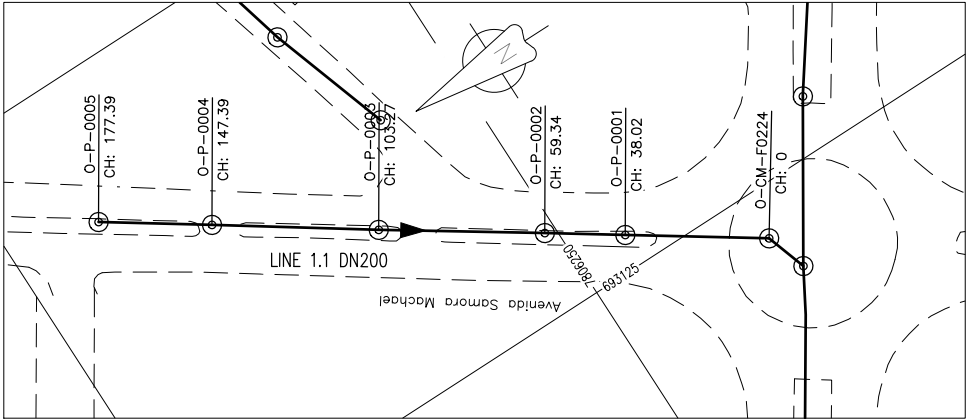 O-P-0005
CH: 177.39
O-P-0004
CH: 147.39
O-P-0003
CH: 103.27
O-P-0002
CH: 59.34
O-P-0001
CH: 38.02
O-CM-F0224
CH: 0
N
LINE 1.1 DN200
7806250
693125
Avenida Samora Machael